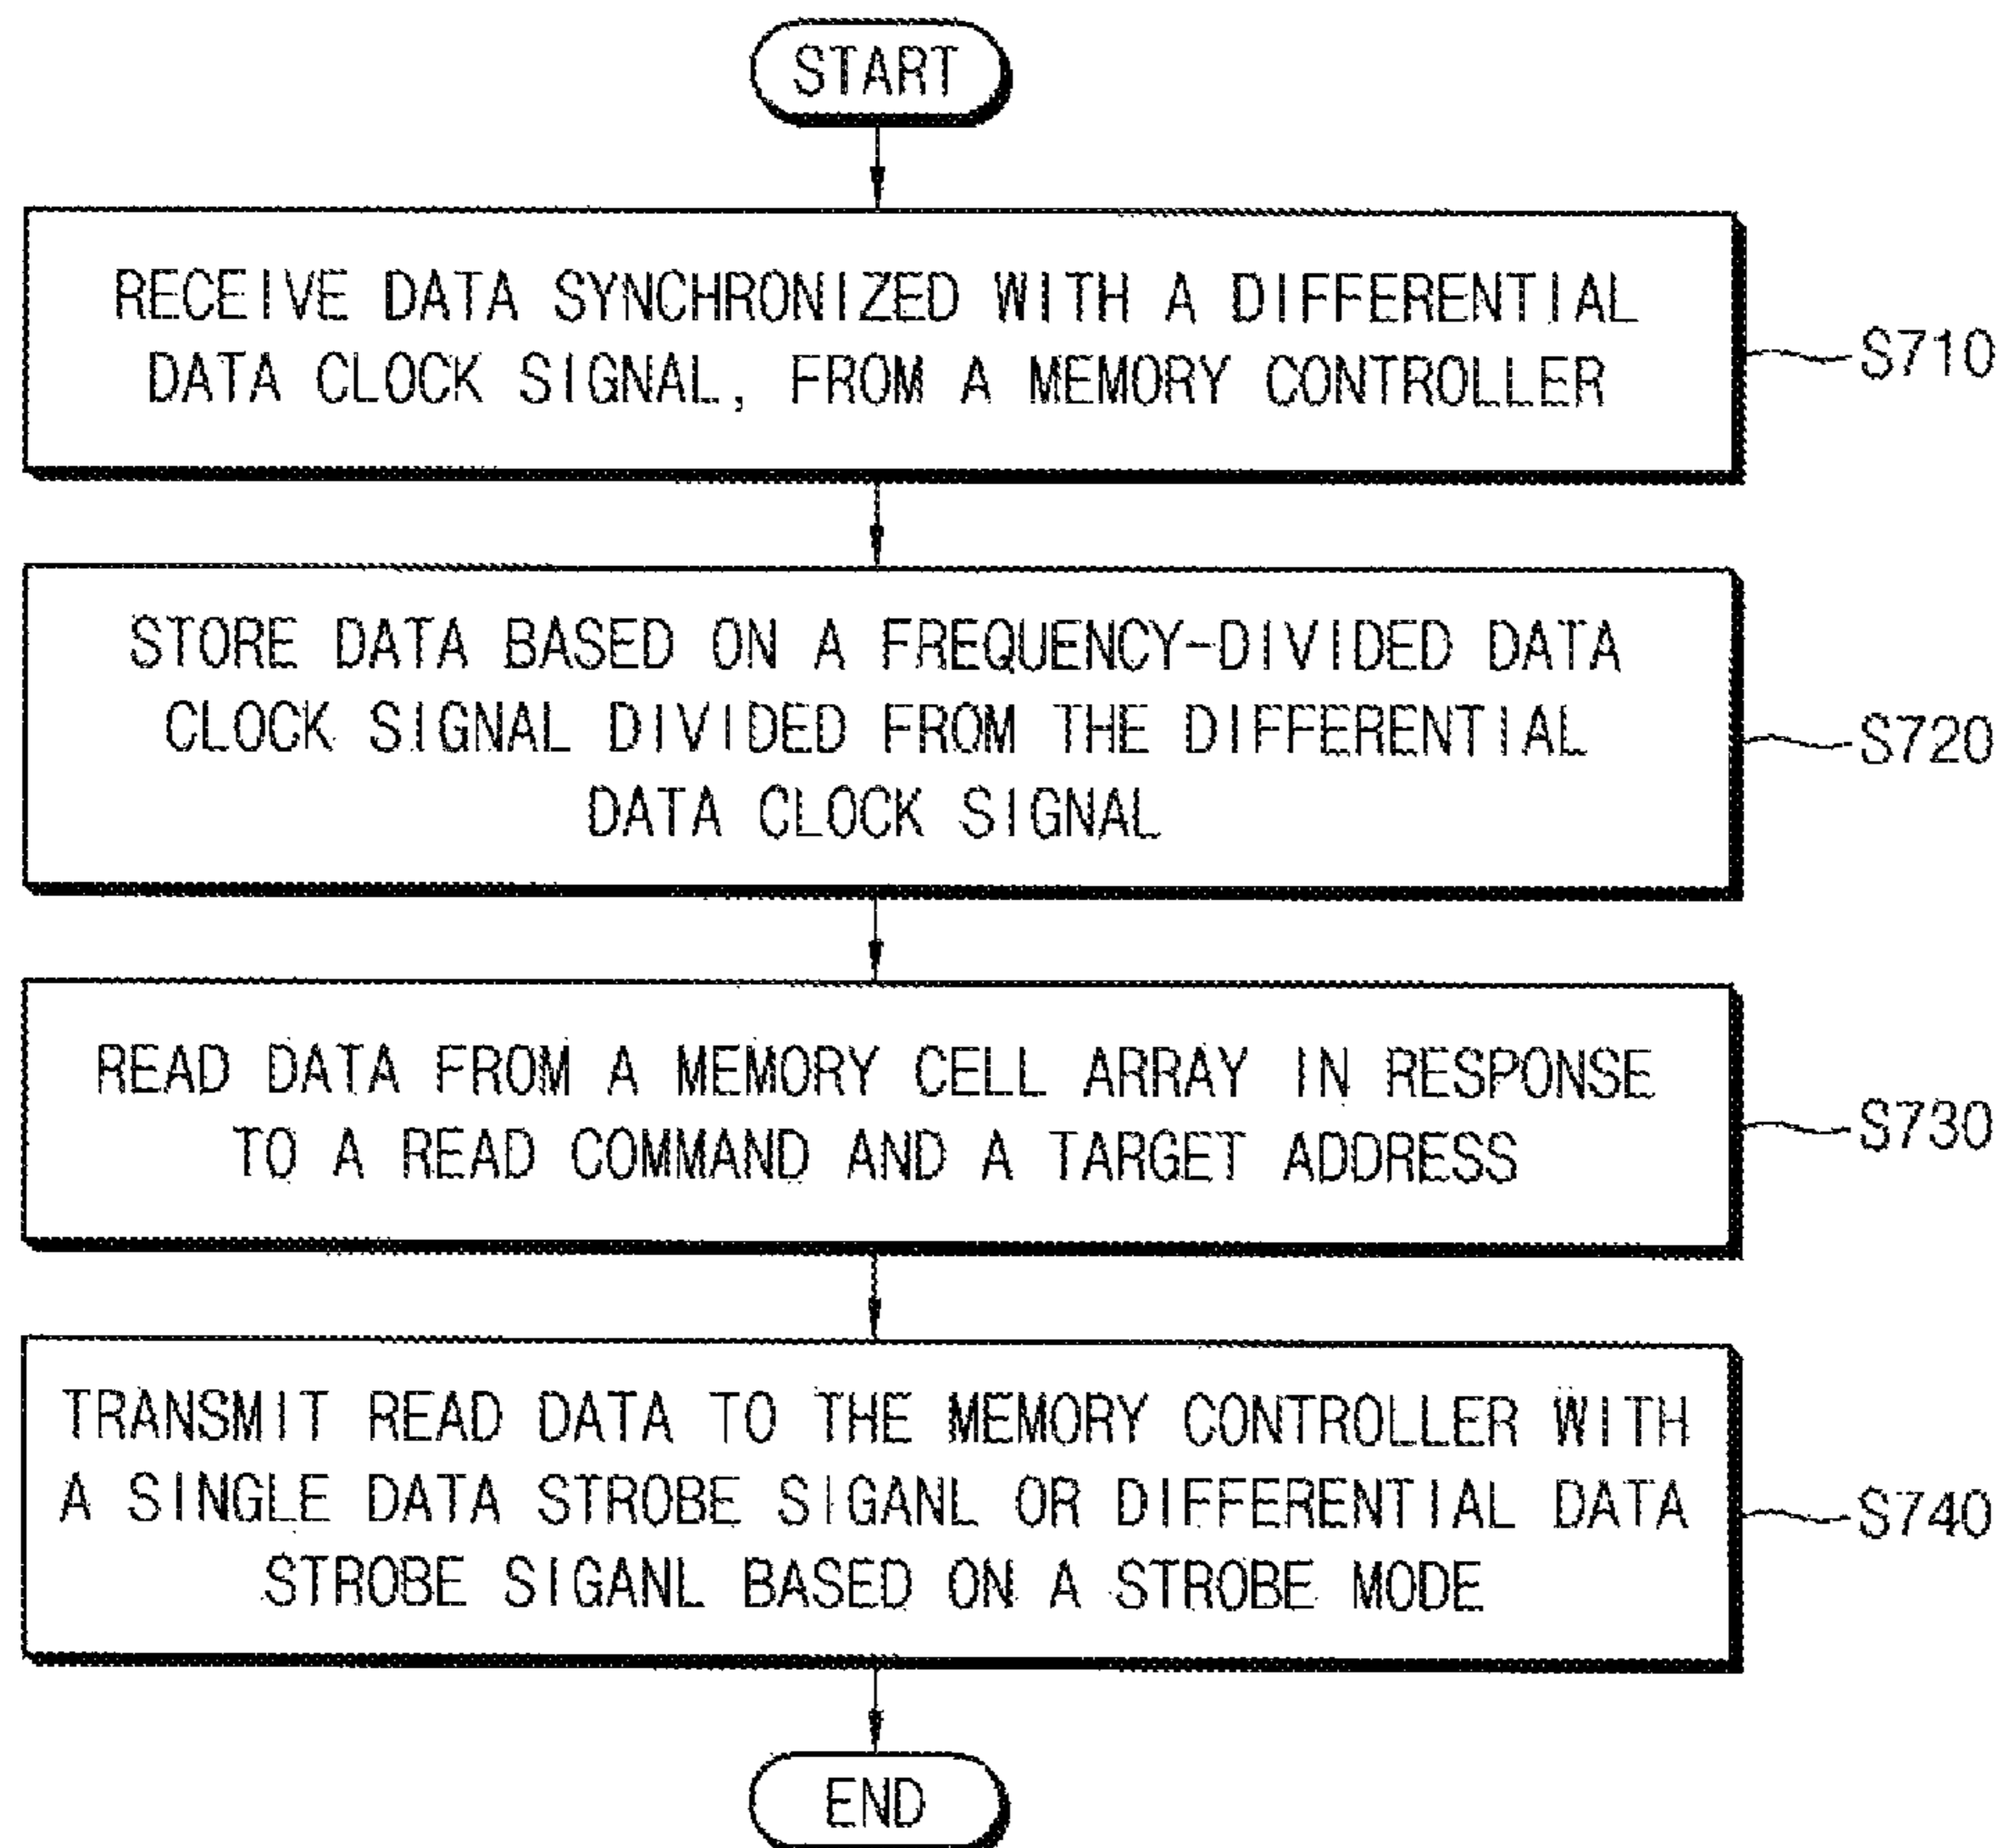 START
RECEIVE DATA SYNCHRONIZED WITH A DIFFERENTIAL
DATA CLOCK SIGNAL, FROM A MEMORY CONTROLLER
S710
STORE DATA BASED ON A FREQUENCY-DIVIDED DATA
CLOCK SIGNAL DIVIDED FROM THE DIFFERENTIAL
DATA CLOCK SIGNAL
S720
READ DATA FROM A MEMORY CELL ARRAY IN RESPONSE
TO A READ COMMAND AND A TARGET ADDRESS
S730
TRANSMIT READ DATA TO THE MEMORY CONTROLLER WITH
A SINGLE DATA STROBE SIGANL OR DIFFERENTIAL DATA
STROBE SIGANL BASED ON A STROBE MODE
S740
END